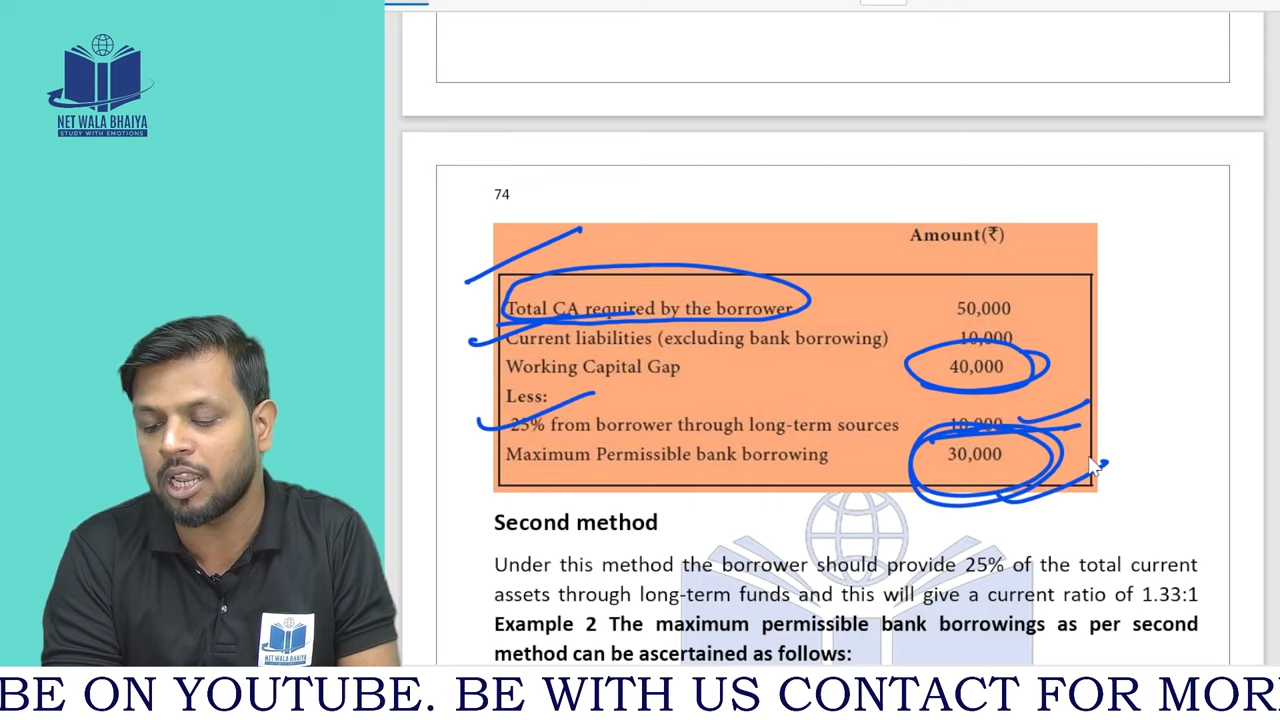 NET WALA BHAIYA
STUDY WITH EMOTIONS
74
Amount(₹)
Total CA required by the borrower 50,000
Current liabilities (excluding bank borrowing) 10,000
Working Capital Gap 40,000
Less:
25% from borrower through long-term sources 10,000
Maximum Permissible bank borrowing 30,000
Second method
Under this method the borrower should provide 25% of the total current
assets through long-term funds and this will give a current ratio of 1.33:1
Example 2 The maximum permissible bank borrowings as per second
method can be ascertained as follows:
BE ON YOUTUBE. BE WITH US CONTACT FOR MOR